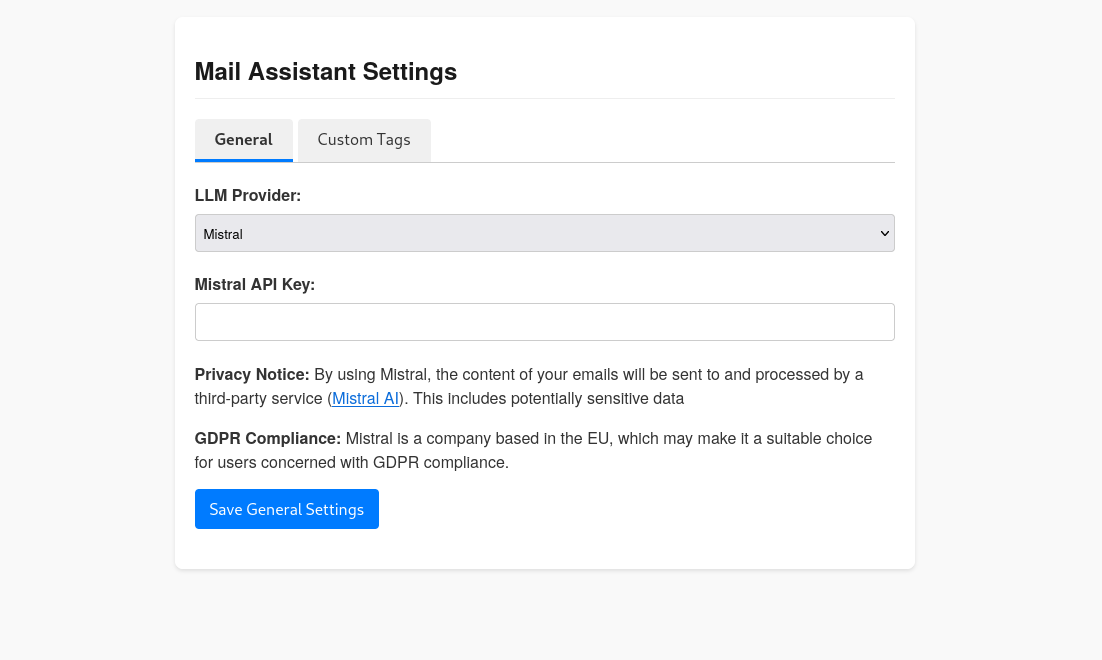 Mail Assistant Settings
General
Custom Tags
LLM Provider:
Mistral
Mistral API Key:
Privacy Notice: By using Mistral, the content of your emails will be sent to and processed by a
third-party service (Mistral AI). This includes potentially sensitive data
GDPR Compliance: Mistral is a company based in the EU, which may make it a suitable choice
for users concerned with GDPR compliance.
Save General Settings